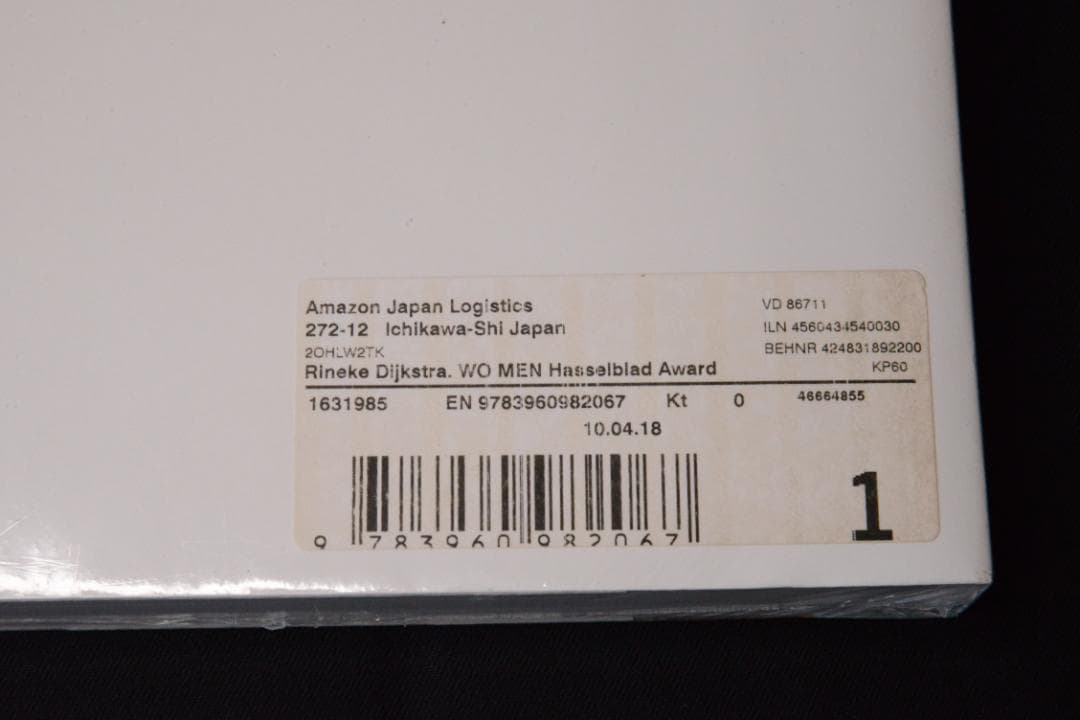 Amazon Japan Logistics
272-12 Ichikawa-Shi Japan
2OHLW2TK
Rineke Dijkstra. WO MEN Hasselblad Award
VD 86711
ILN 4560434540030
BEHNR 424831892200
KP60
1631985 EN 9783960982067 Kt 0 46664855
10.04.18
9 783960 982067
1